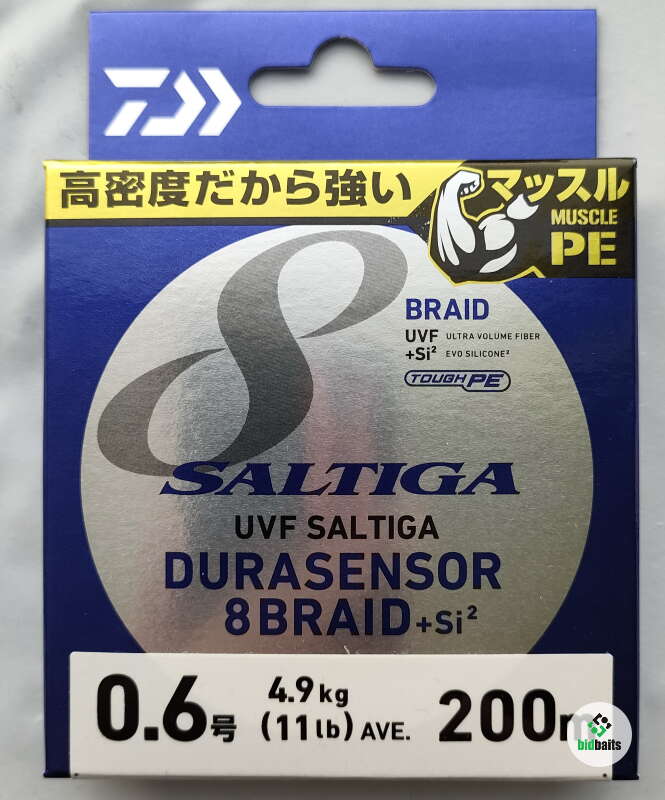 高密度だから強い
マッスル
MUSCLE
PE
8
BRAID
UVF ULTRA VOLUME FIBER
+Si² EVO SILICONE²
TOUGH PE
SALTIGA
UVF SALTIGA
DURASENSOR
8BRAID+Si²
0.6号
4.9kg
(11lb) AVE.
200m
bidbaits